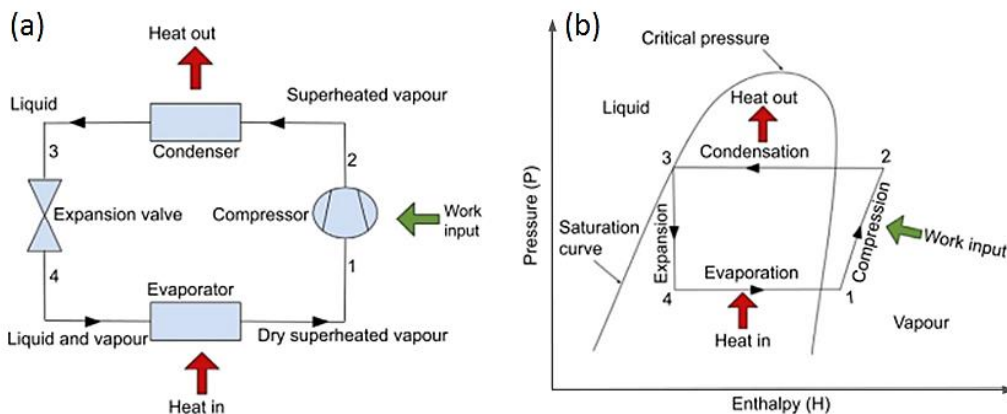 (a)
Heat out
Liquid
Superheated vapour
3
Condenser
2
Expansion valve
Compressor
Work
input
4
1
Evaporator
Liquid and vapour
Dry superheated vapour
Heat in
(b)
Critical pressure
Liquid
Heat out
3
Condensation
2
Pressure (P)
Saturation
curve
Expansion
Compression
Work input
Evaporation
4
1
Heat in
Vapour
Enthalpy (H)